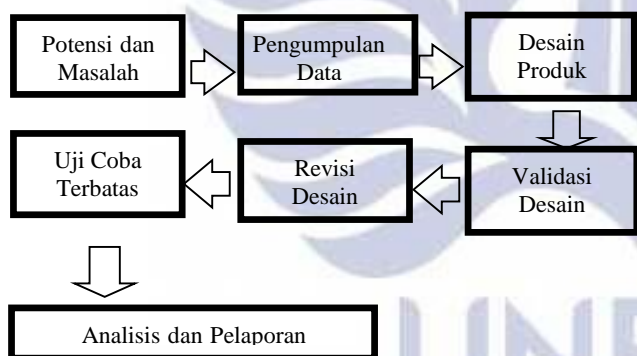 Potensi dan
Masalah
Pengumpulan
Data
Desain
Produk
Validasi
Desain
Revisi
Desain
Uji Coba
Terbatas
Analisis dan Pelaporan